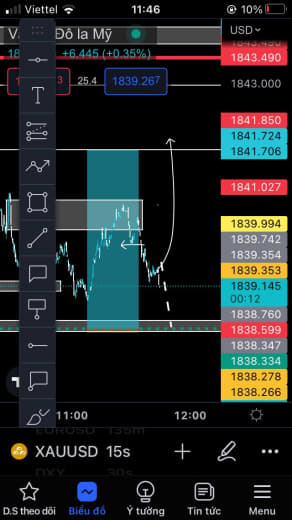 Viettel 11:46 10%
Đô la Mỹ USD
+6.445 (+0.35%) 1843.490
25.4 1839.267 1843.000
1841.850
1841.724
1841.706
1841.027
1839.994
1839.742
1839.354
1839.353
1839.145
00:12
1838.760
1838.599
1838.347
1838.334
1838.278
1838.266
11:00 12:00
XAUUSD 15s
DXY 30s
D.S theo dõi Biểu đồ Ý tưởng Tin tức Menu